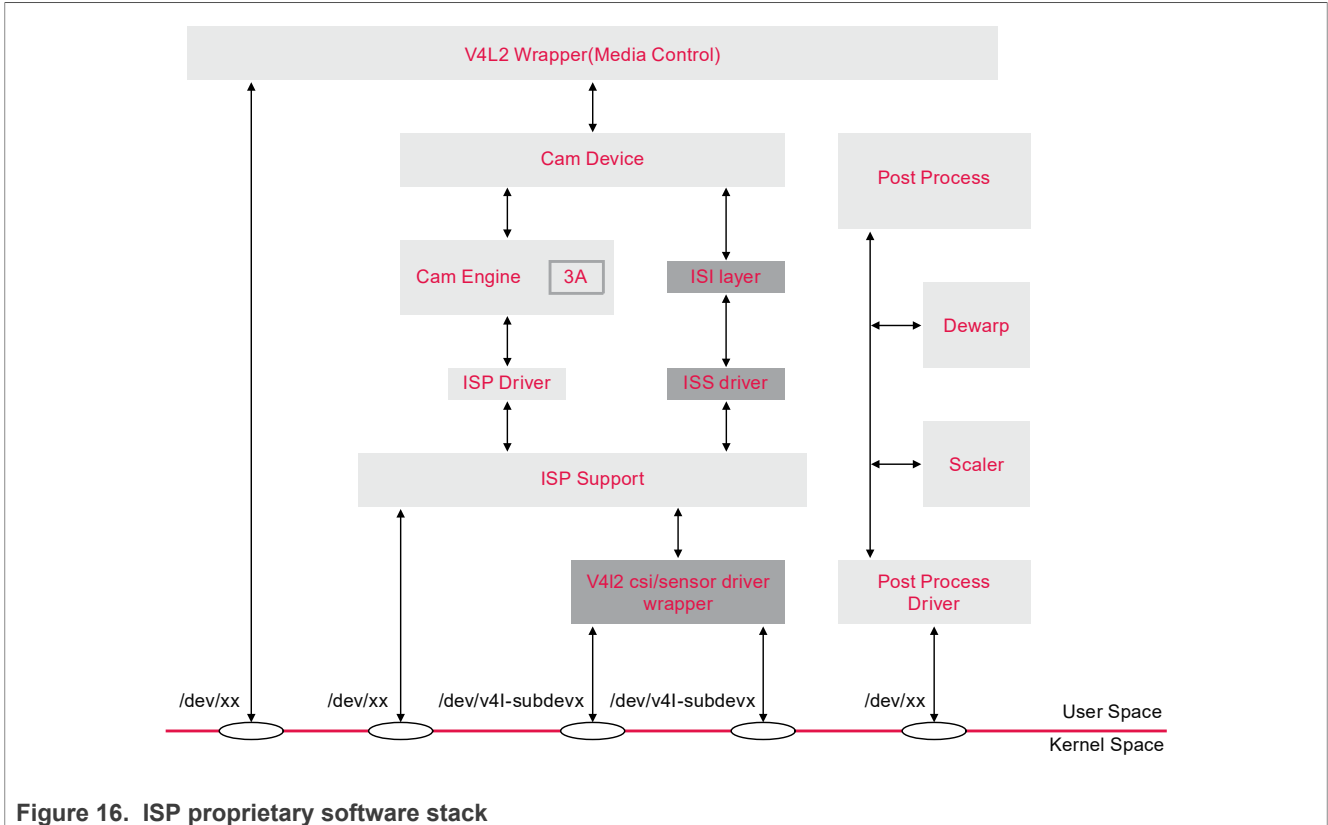 V4L2 Wrapper(Media Control)
Cam Device
Post Process
Cam Engine
3A
ISI layer
Dewarp
ISP Driver
ISS driver
Scaler
ISP Support
V4l2 csi/sensor driver
wrapper
Post Process
Driver
/dev/xx
/dev/xx
/dev/v4l-subdevx
/dev/v4l-subdevx
/dev/xx
User Space
Kernel Space
Figure 16. ISP proprietary software stack